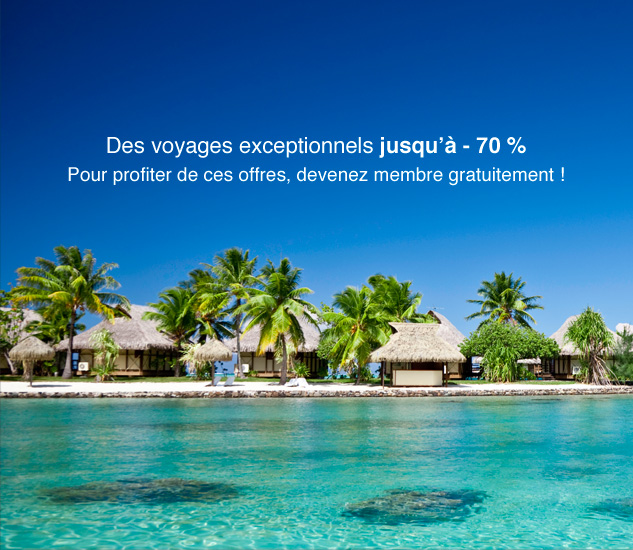 Des voyages exceptionnels jusqu’à - 70 %
Pour profiter de ces offres, devenez membre gratuitement !